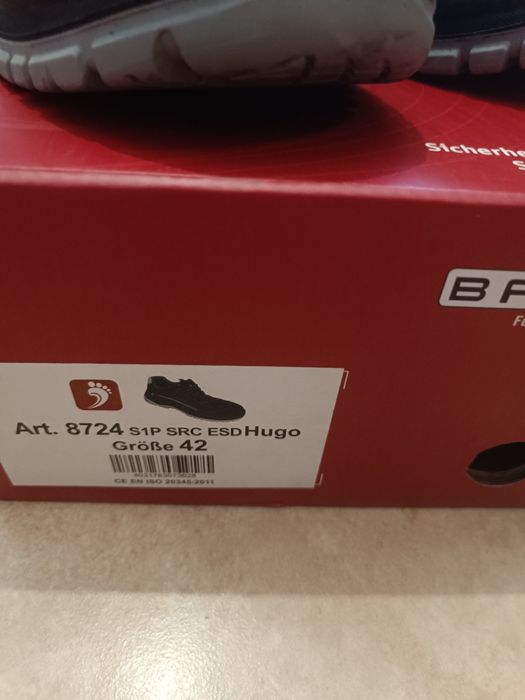 Sicherhe
S
BA
Art. 8724 S1P SRC ESD Hugo
Größe 42
CE EN ISO 20345:2011